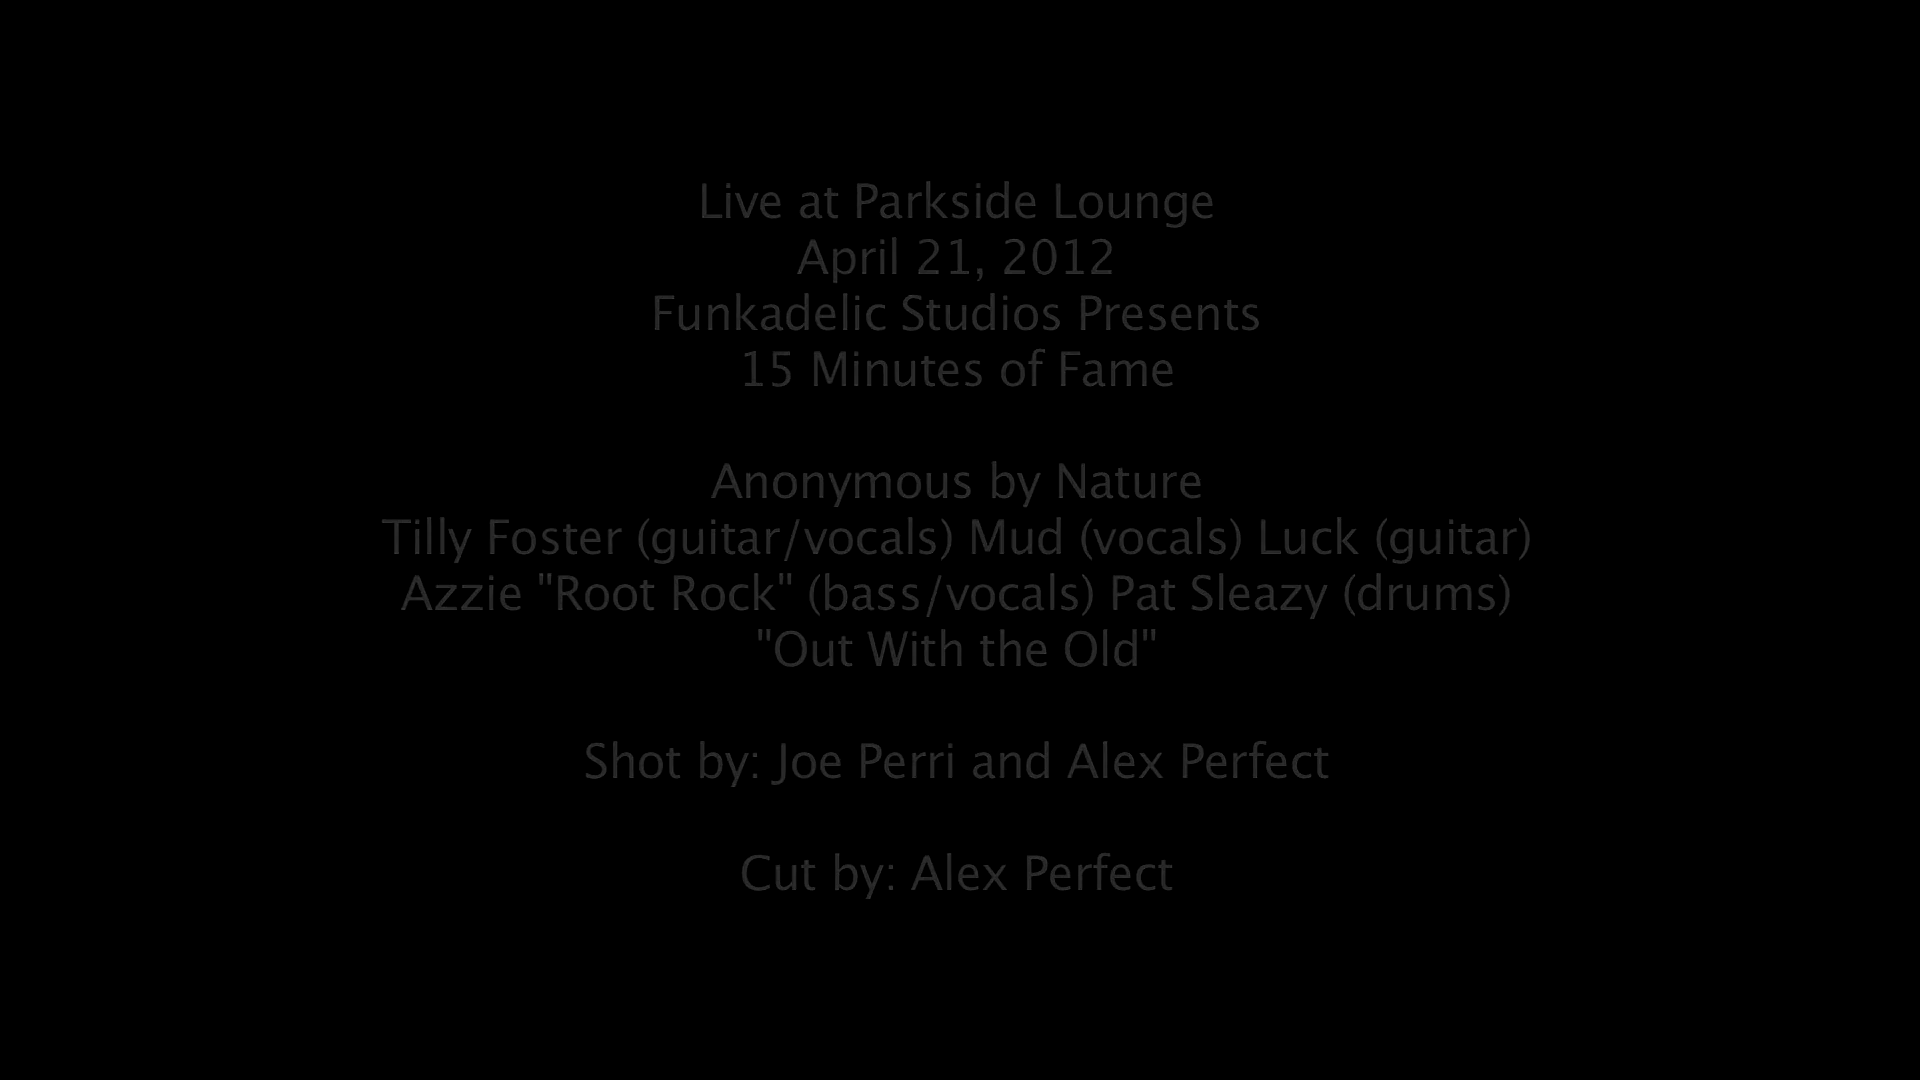 Live at Parkside Lounge
April 21, 2012
Funkadelic Studios Presents
15 Minutes of Fame
Anonymous by Nature
Tilly Foster (guitar/vocals) Mud (vocals) Luck (guitar)
Azzie "Root Rock" (bass/vocals) Pat Sleazy (drums)
"Out With the Old"
Shot by: Joe Perri and Alex Perfect
Cut by: Alex Perfect